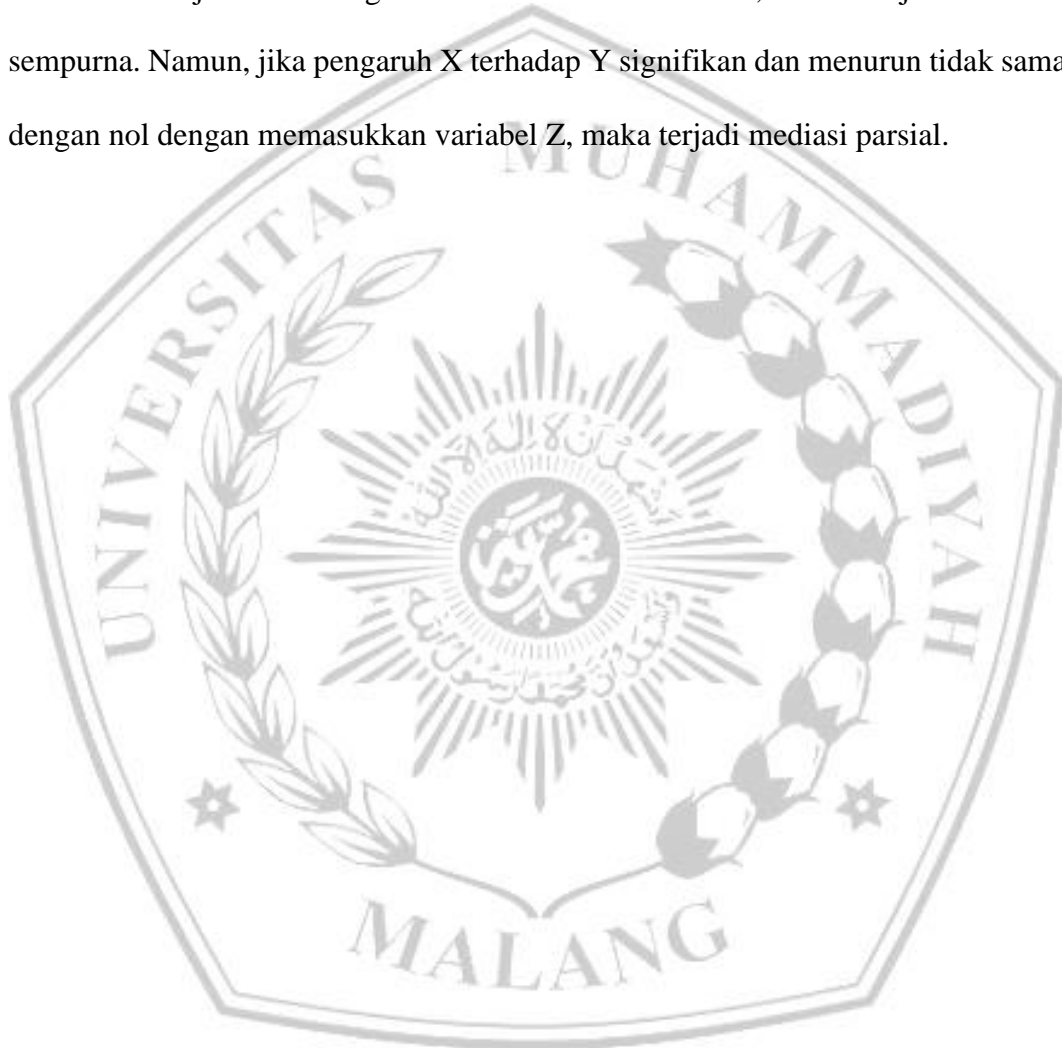 sempurna. Namun, jika pengaruh X terhadap Y signifikan dan menurun tidak sama
dengan nol dengan memasukkan variabel Z, maka terjadi mediasi parsial.
UNIVERSITAS MUHAMMADIYAH
MALANG